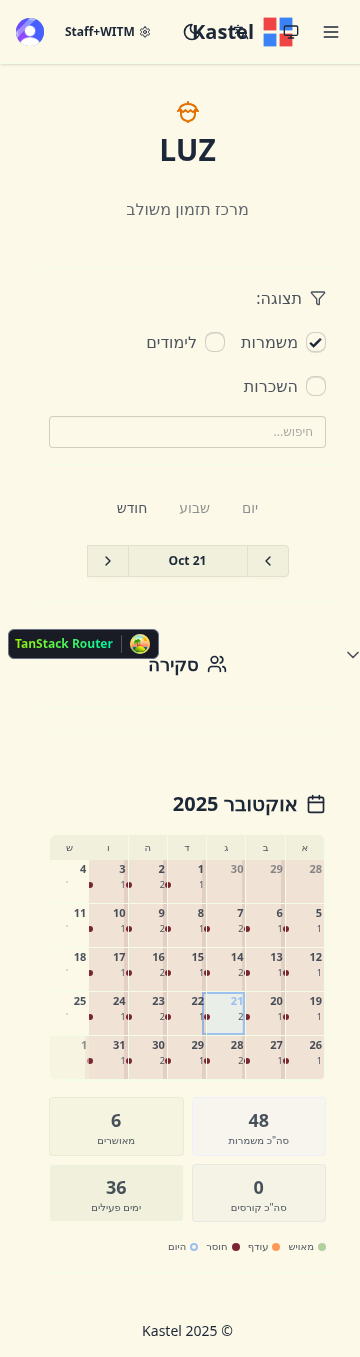 Staff+WITM Kastel
LUZ
מרכז תזמון משולב
תצוגה:
משמרות לימודים
השכרות
חיפוש...
יום שבוע חודש
Oct 21
TanStack Router
סקירה
אוקטובר 2025
א ב ג ד ה ו ש
28 29 30 1 2 3 4
1 2 1
5 6 7 8 9 10 11
1 1 2 1 2 1
12 13 14 15 16 17 18
1 1 2 1 2 1
19 20 21 22 23 24 25
1 1 2 1 2 1
26 27 28 29 30 31 1
1 1 2 1 2 1
48 6
סה"כ משמרות מאושרים
0 36
סה"כ קורסים ימים פעילים
מאויש עודף חוסר היום
© 2025 Kastel